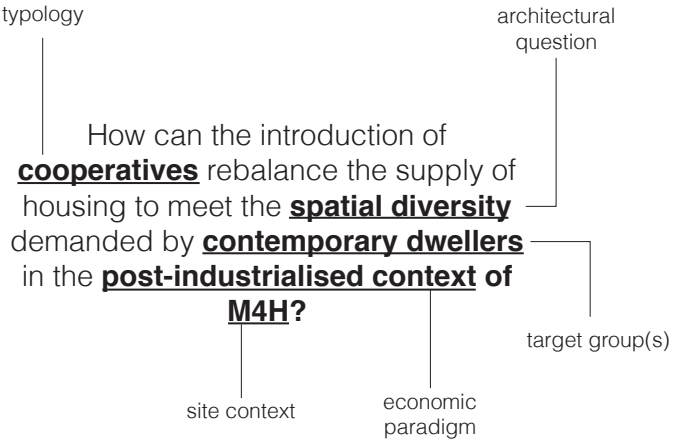 typology
architectural
question
How can the introduction of
cooperatives rebalance the supply of
housing to meet the spatial diversity
demanded by contemporary dwellers
in the post-industrialised context of
M4H?
target group(s)
site context
economic
paradigm